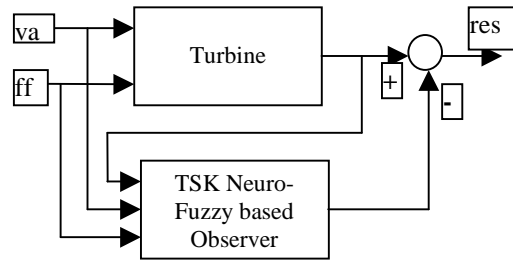 va
res
Turbine
ff
+
-
TSK Neuro-
Fuzzy based
Observer